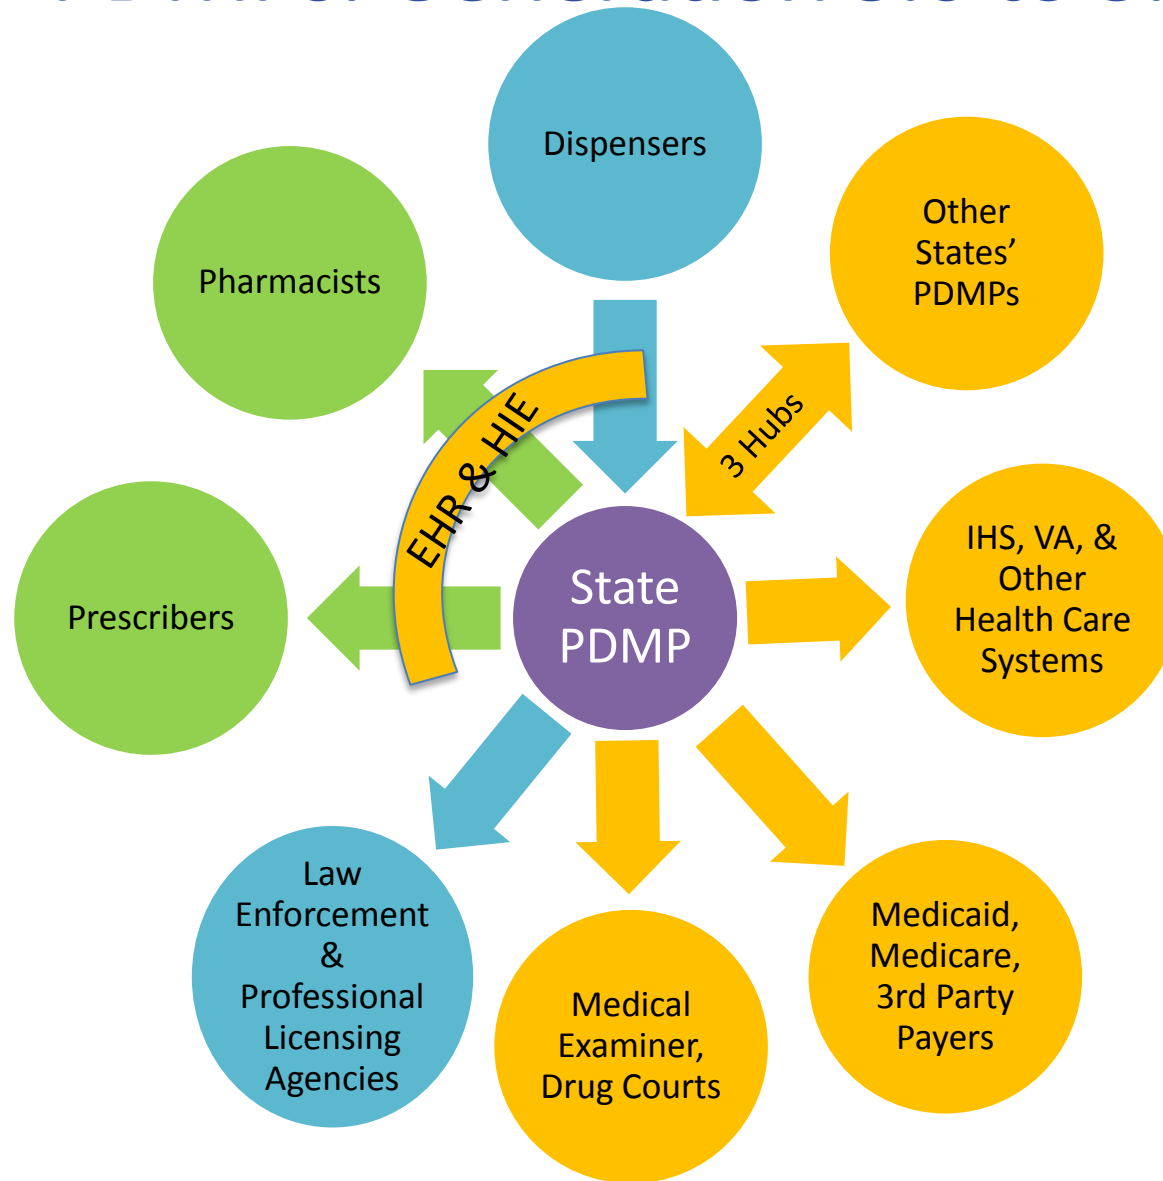 Dispensers
Other
States’
PDMPs
Pharmacists
3 Hubs
EHR & HIE
IHS, VA, &
Other
Health Care
Systems
State
PDMP
Prescribers
Law
Enforcement
&
Professional
Licensing
Agencies
Medical
Examiner,
Drug Courts
Medicaid,
Medicare,
3rd Party
Payers